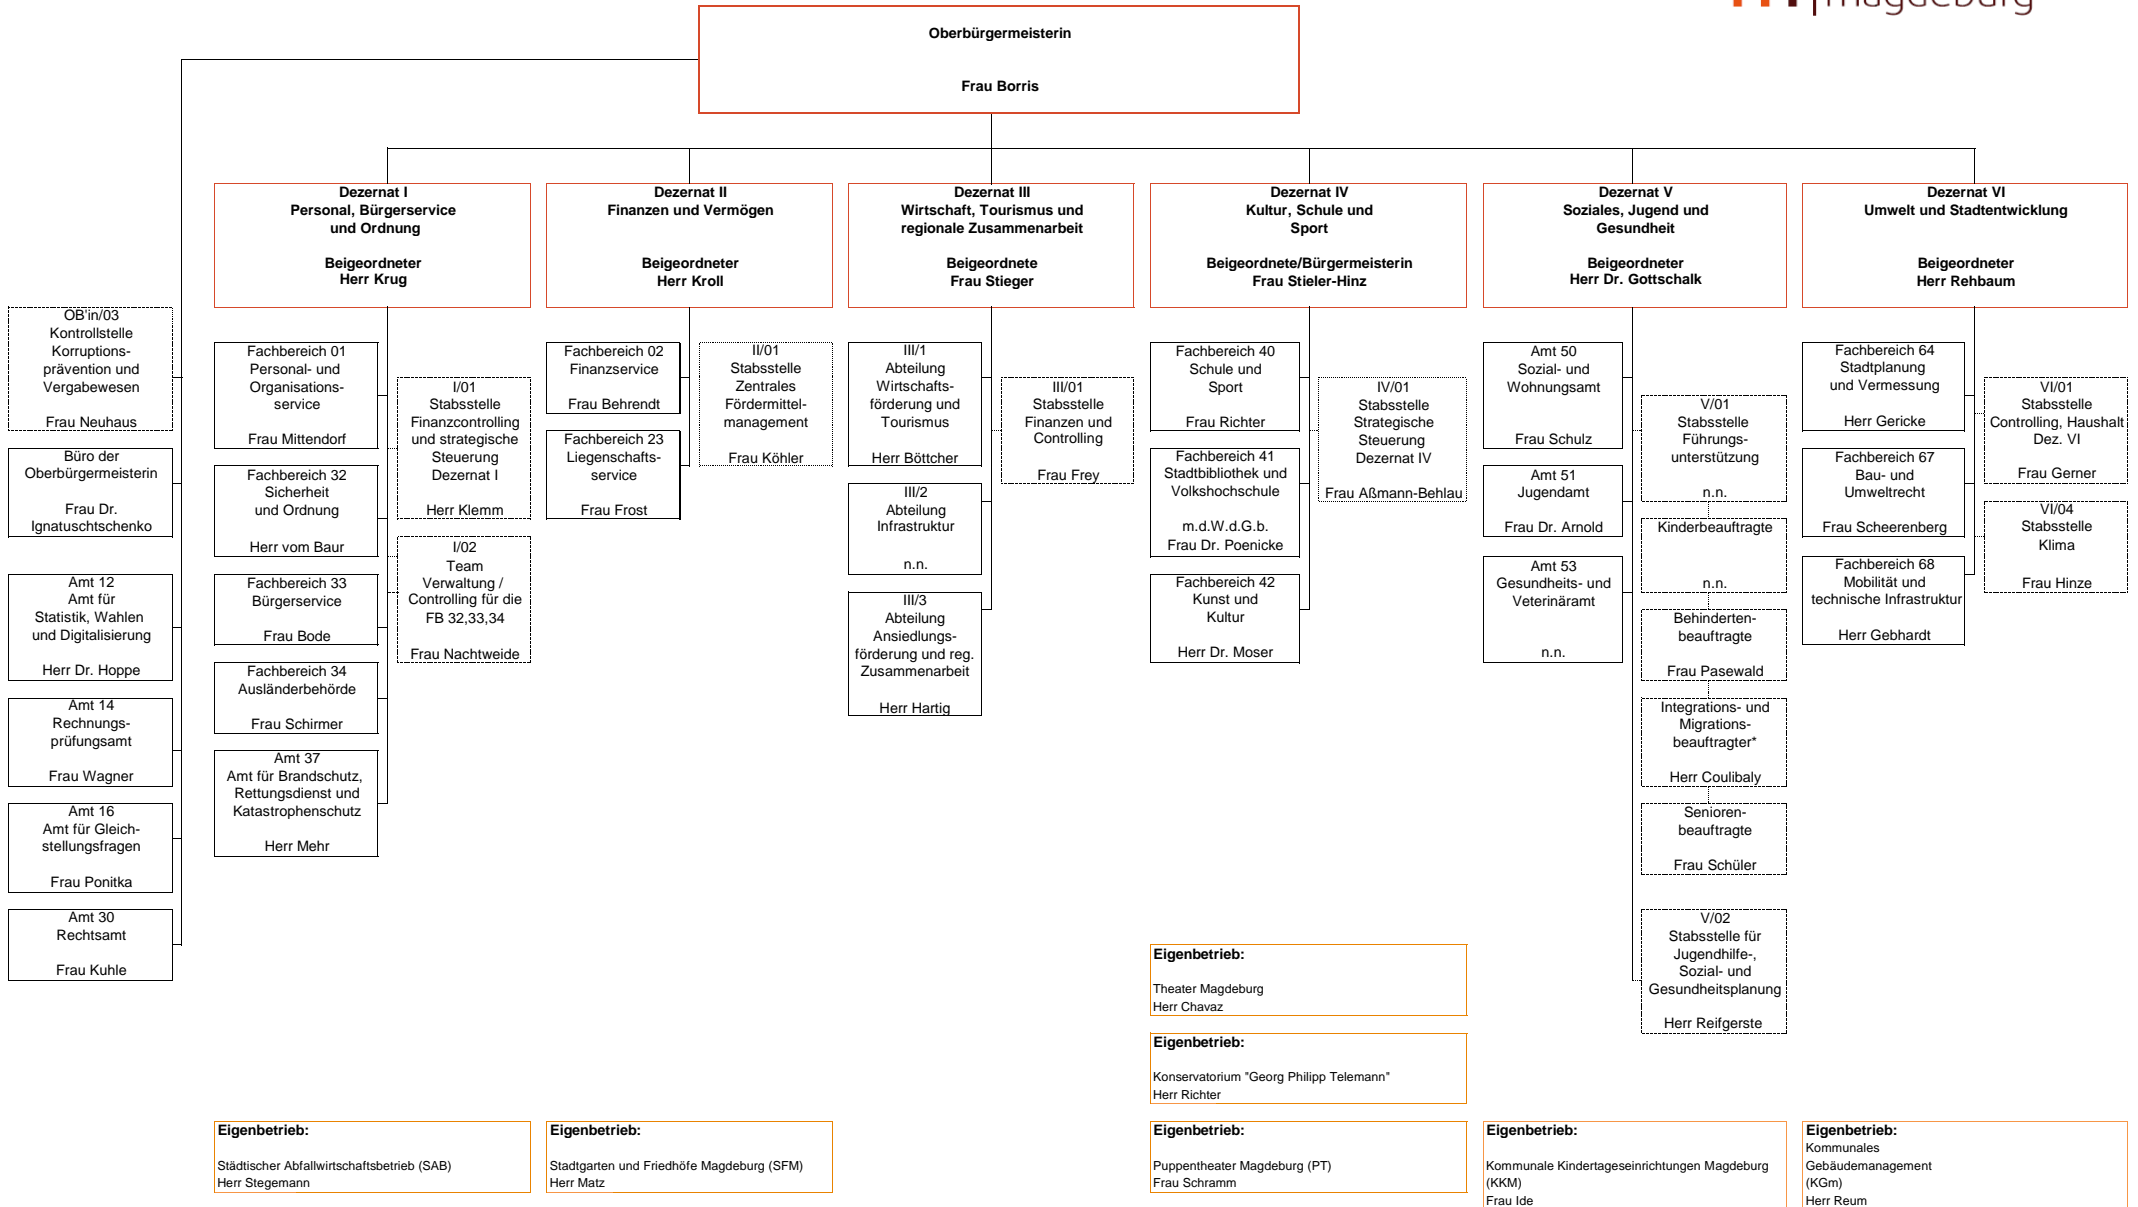 magdeburg
Oberbürgermeisterin
Frau Borris
Dezernat I
Personal, Bürgerservice
und Ordnung
Beigeordneter
Herr Krug
Dezernat II
Finanzen und Vermögen
Beigeordneter
Herr Kroll
Dezernat III
Wirtschaft, Tourismus und
regionale Zusammenarbeit
Beigeordnete
Frau Stieger
Dezernat IV
Kultur, Schule und
Sport
Beigeordnete/Bürgermeisterin
Frau Stieler-Hinz
Dezernat V
Soziales, Jugend und
Gesundheit
Beigeordneter
Herr Dr. Gottschalk
Dezernat VI
Umwelt und Stadtentwicklung
Beigeordneter
Herr Rehbaum
OB'in/03
Kontrollstelle
Korruptions-
prävention und
Vergabewesen
Frau Neuhaus
Büro der
Oberbürgermeisterin
Frau Dr.
Ignatuschtschenko
Amt 12
Amt für
Statistik, Wahlen
und Digitalisierung
Herr Dr. Hoppe
Amt 14
Rechnungs-
prüfungsamt
Frau Wagner
Amt 16
Amt für Gleich-
stellungsfragen
Frau Ponitka
Amt 30
Rechtsamt
Frau Kuhle
Fachbereich 01
Personal- und
Organisations-
service
Frau Mittendorf
Fachbereich 32
Sicherheit
und Ordnung
Herr vom Baur
Fachbereich 33
Bürgerservice
Frau Bode
Fachbereich 34
Ausländerbehörde
Frau Schirmer
Amt 37
Amt für Brandschutz,
Rettungsdienst und
Katastrophenschutz
Herr Mehr
I/01
Stabsstelle
Finanzcontrolling
und strategische
Steuerung
Dezernat I
Herr Klemm
I/02
Team
Verwaltung /
Controlling für die
FB 32,33,34
Frau Nachtweide
Fachbereich 02
Finanzservice
Frau Behrendt
Fachbereich 23
Liegenschafts-
service
Frau Frost
II/01
Stabsstelle
Zentrales
Fördermittel-
management
Frau Köhler
III/1
Abteilung
Wirtschafts-
förderung und
Tourismus
Herr Böttcher
III/2
Abteilung
Infrastruktur
n.n.
III/3
Abteilung
Ansiedlungs-
förderung und reg.
Zusammenarbeit
Herr Hartig
III/01
Stabsstelle
Finanzen und
Controlling
Frau Frey
Fachbereich 40
Schule und
Sport
Frau Richter
Fachbereich 41
Stadtbibliothek und
Volkshochschule
m.d.W.d.G.b.
Frau Dr. Poenicke
Fachbereich 42
Kunst und
Kultur
Herr Dr. Moser
IV/01
Stabsstelle
Strategische
Steuerung
Dezernat IV
Frau Aßmann-Behlau
Amt 50
Sozial- und
Wohnungsamt
Frau Schulz
Amt 51
Jugendamt
Frau Dr. Arnold
Amt 53
Gesundheits- und
Veterinäramt
n.n.
V/01
Stabsstelle
Führungs-
unterstützung
n.n.
Kinderbeauftragte
n.n.
Behinderten-
beauftragte
Frau Pasewald
Integrations- und
Migrations-
beauftragter*
Herr Coulibaly
Senioren-
beauftragte
Frau Schüler
V/02
Stabsstelle für
Jugendhilfe-,
Sozial- und
Gesundheitsplanung
Herr Reifgerste
Fachbereich 64
Stadtplanung
und Vermessung
Herr Gericke
Fachbereich 67
Bau- und
Umweltrecht
Frau Scheerenberg
Fachbereich 68
Mobilität und
technische Infrastruktur
Herr Gebhardt
VI/01
Stabsstelle
Controlling, Haushalt
Dez. VI
Frau Gerner
VI/04
Stabsstelle
Klima
Frau Hinze
Eigenbetrieb:
Theater Magdeburg
Herr Chavaz
Eigenbetrieb:
Konservatorium "Georg Philipp Telemann"
Herr Richter
Eigenbetrieb:
Städtischer Abfallwirtschaftsbetrieb (SAB)
Herr Stegemann
Eigenbetrieb:
Stadtgarten und Friedhöfe Magdeburg (SFM)
Herr Matz
Eigenbetrieb:
Puppentheater Magdeburg (PT)
Frau Schramm
Eigenbetrieb:
Kommunale Kindertageseinrichtungen Magdeburg
(KKM)
Frau Ide
Eigenbetrieb:
Kommunales
Gebäudemanagement
(KGm)
Herr Reum